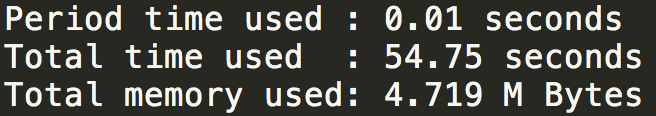 Period time used : 0.01 seconds
Total time used  : 54.75 seconds
Total memory used: 4.719 M Bytes